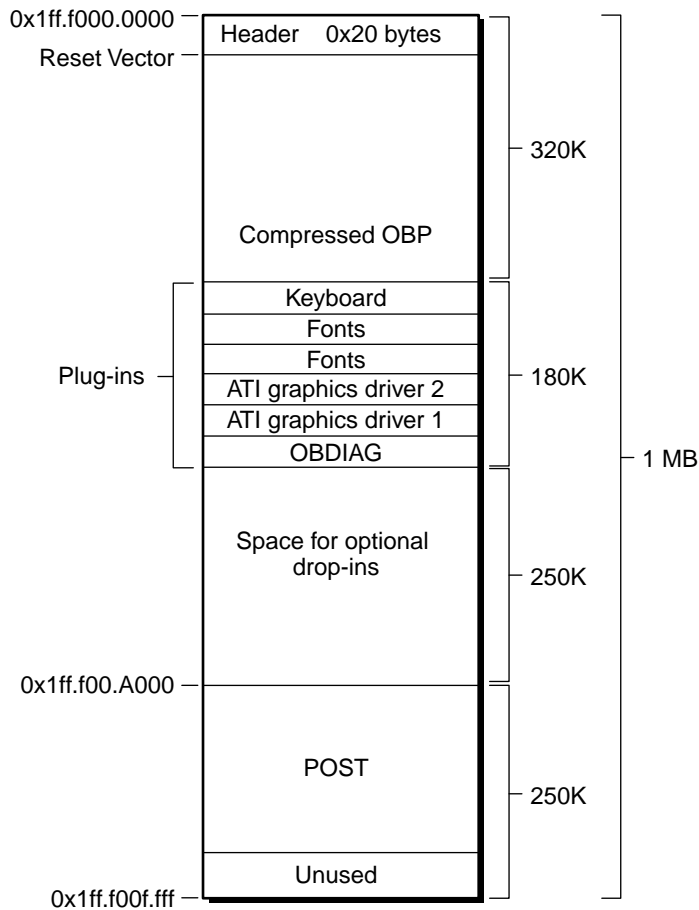 0x1ff.f000.0000
Header 0x20 bytes
Reset Vector
320K
Compressed OBP
Keyboard
Fonts
Fonts
Plug-ins
180K
ATI graphics driver 2
ATI graphics driver 1
OBDIAG
1 MB
Space for optional
drop-ins
250K
0x1ff.f00.A000
POST
250K
Unused
0x1ff.f00f.fff